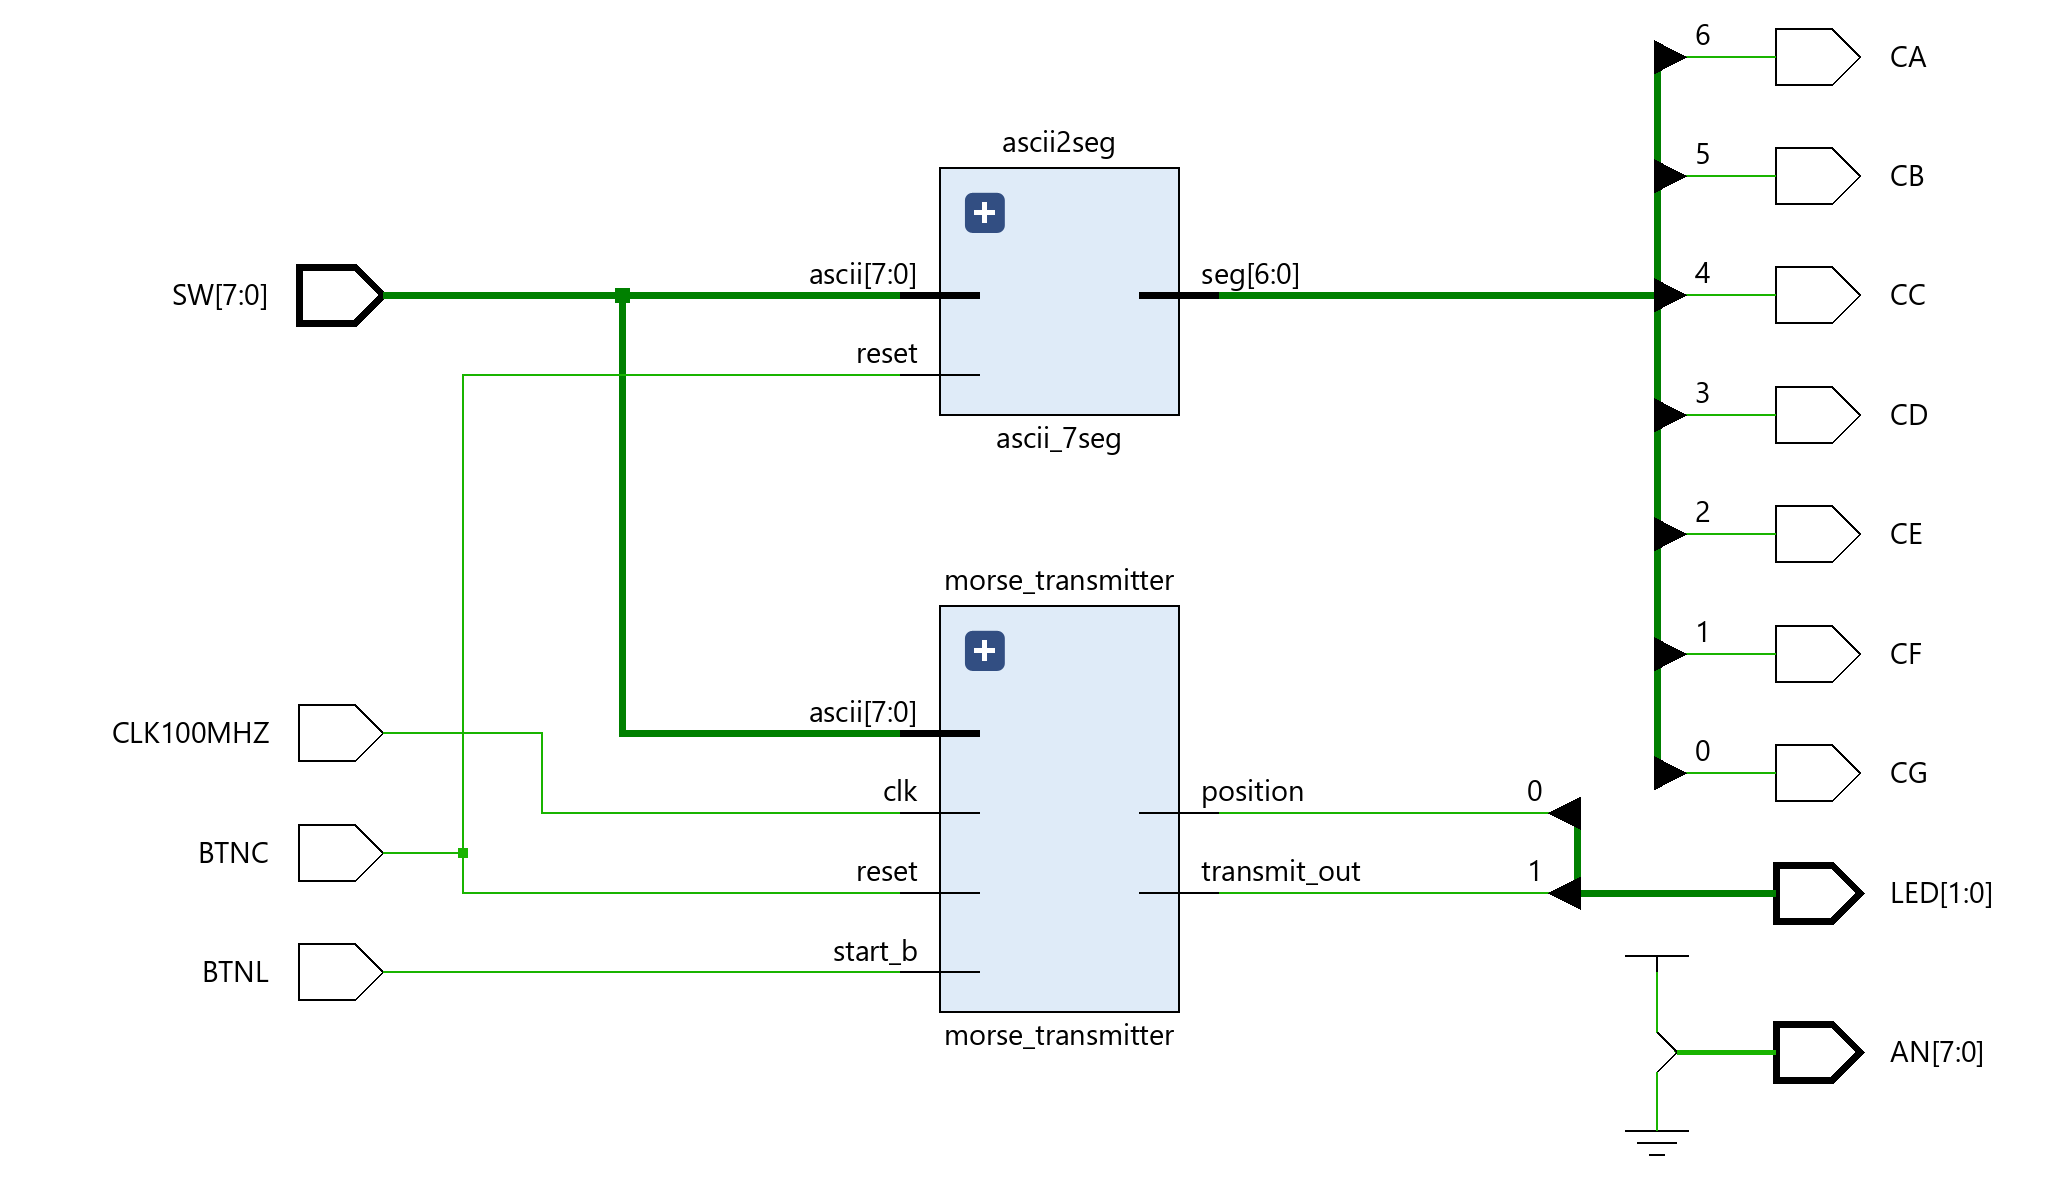 6
CA
5
CB
ascii2seg
SW[7:0]
ascii[7:0]
seg[6:0]
4
CC
reset
3
CD
ascii_7seg
2
CE
morse_transmitter
1
CF
ascii[7:0]
CLK100MHZ
0
CG
clk
position
0
BTNC
reset
transmit_out
1
LED[1:0]
start_b
BTNL
morse_transmitter
AN[7:0]